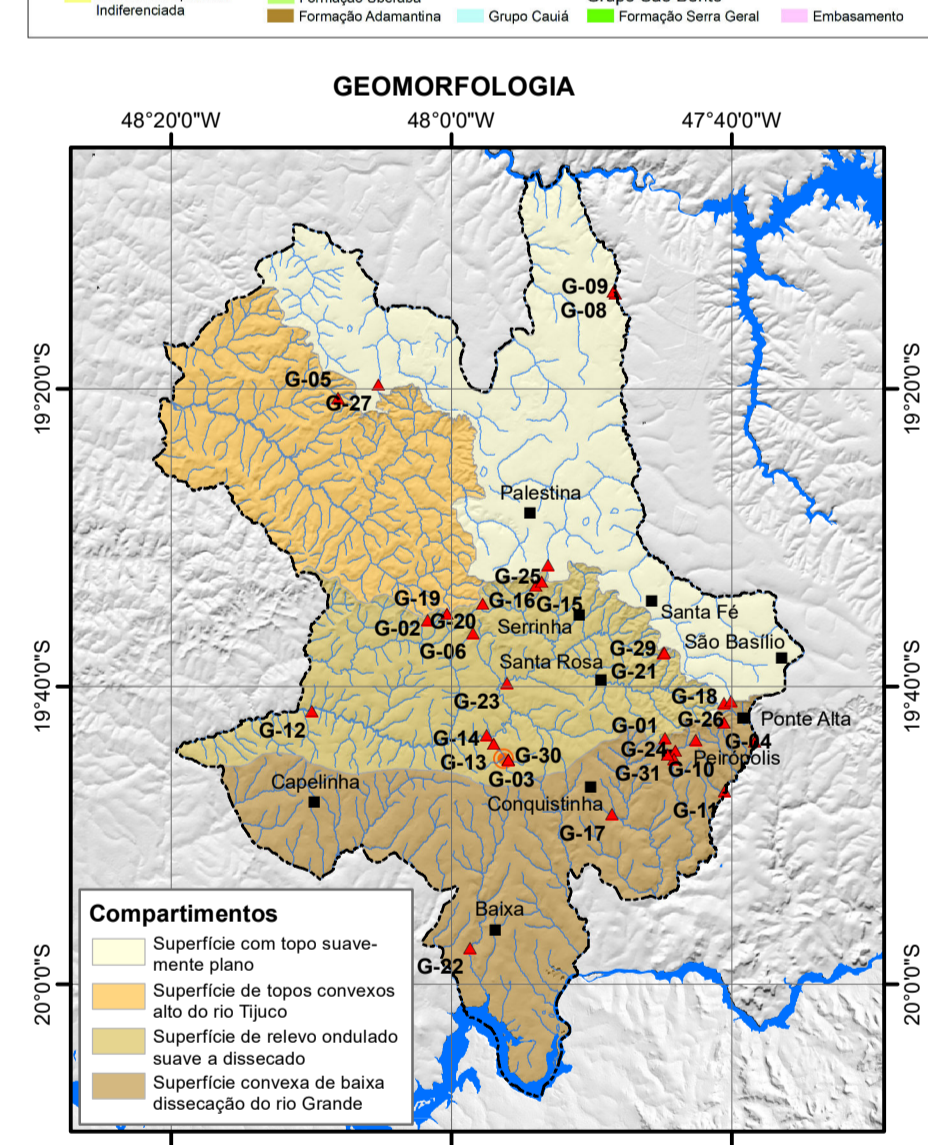 Indiferenciada
Formação Adamantina
Grupo Cauiá
Formação Serra Geral
Embasamento
GEOMORFOLOGIA
48°20'0"W
48°0'0"W
47°40'0"W
G-09
G-08
19°20'0"S
19°20'0"S
G-05
G-27
Palestina
G-25
G-19
G-16
G-15
G-02
G-20
Serrinha
Santa Fé
G-06
G-29
São Basílio
Santa Rosa
G-21
19°40'0"S
19°40'0"S
G-23
G-18
G-12
G-01
G-26
Ponte Alta
G-14
G-24
G-04
G-13
G-30
Peirópolis
G-03
G-31
G-10
Capelinha
Conquistinha
G-11
G-17
Baixa
G-22
20°0'0"S
20°0'0"S
Compartimentos
Superfície com topo suave-
mente plano
Superfície de topos convexos
alto do rio Tijuco
Superfície de relevo ondulado
suave a dissecado
Superfície convexa de baixa
dissecação do rio Grande